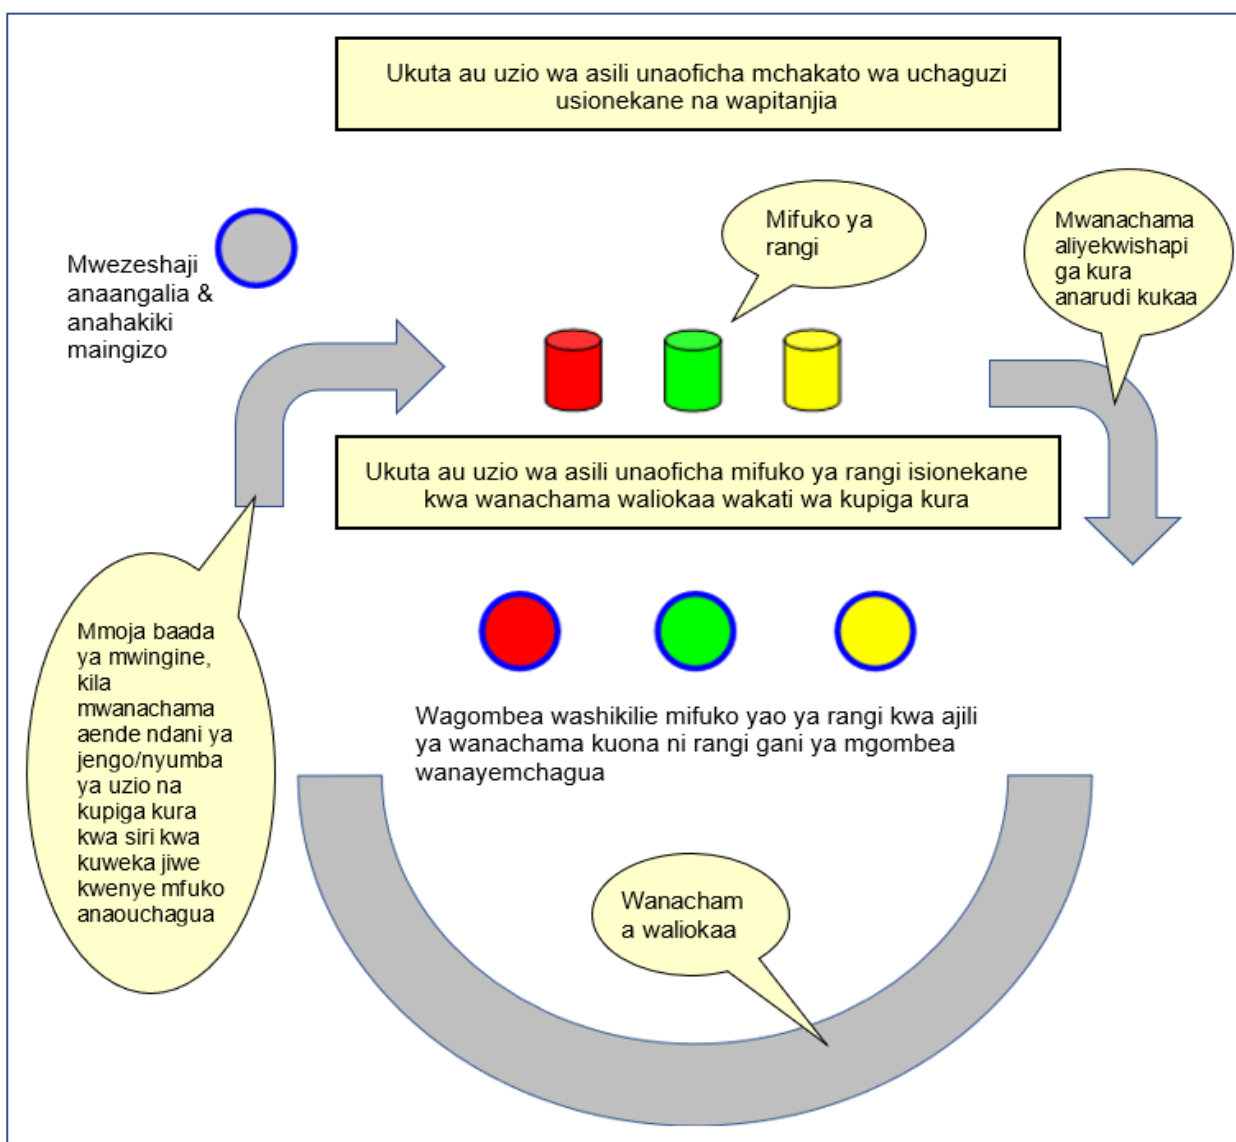 Ukuta au uzio wa asili unaoficha mchakato wa uchaguzi
usionekane na wapitanjia
Mifuko ya
rangi
Mwanachama
aliyekwishapi
ga kura
anarudi kukaa
Mwezeshaji
anaangalia &
anahakiki
maingizo
Ukuta au uzio wa asili unaoficha mifuko ya rangi isionekane
kwa wanachama waliokaa wakati wa kupiga kura
Mmoja baada
ya mwingine,
kila
mwanachama
aende ndani ya
jengo/nyumba
ya uzio na
kupiga kura
kwa siri kwa
kuweka jiwe
kwenye mfuko
anaouchagua
Wagombea washikilie mifuko yao ya rangi kwa ajili
ya wanachama kuona ni rangi gani ya mgombea
wanayemchagua
Wanacham
a waliokaa